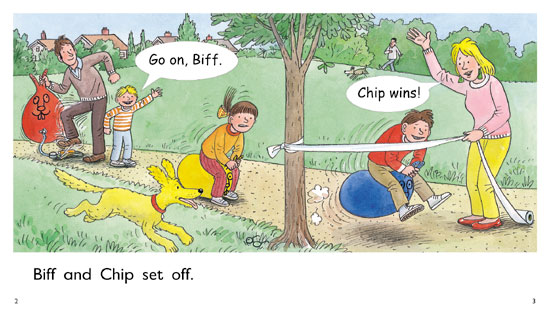 Go on, Biff.
Chip wins!
Biff and Chip set off.
2
3